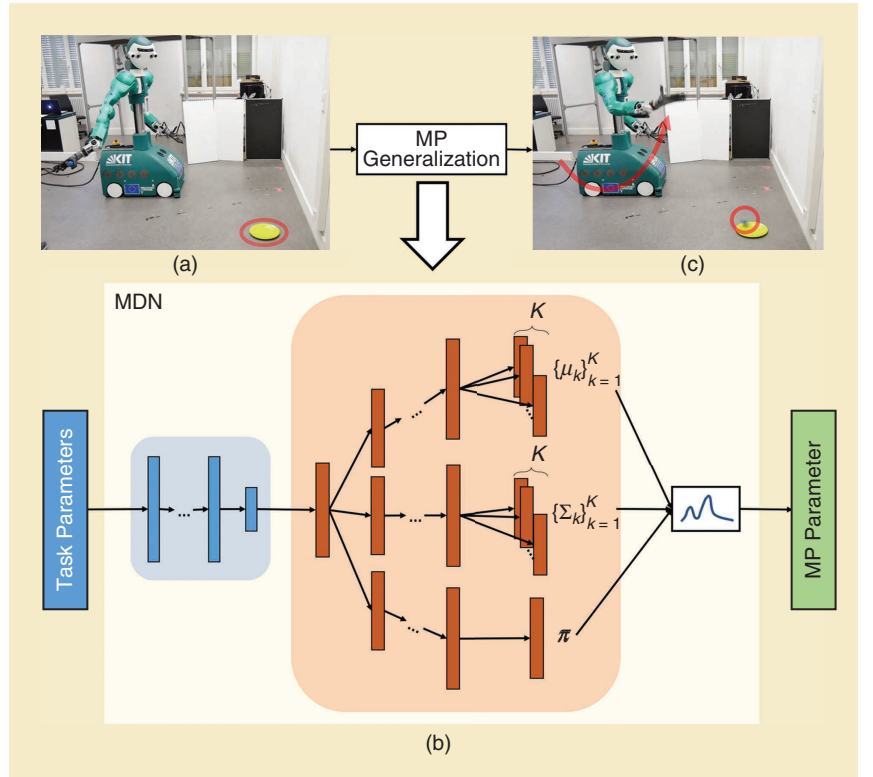 MP
Generalization
KIT
KIT
(a)
(c)
MDN
Task Parameters
K
{μₖ}ᴷₖ₌₁
K
{Σₖ}ᴷₖ₌₁
π
...
...
...
...
MP Parameter
(b)